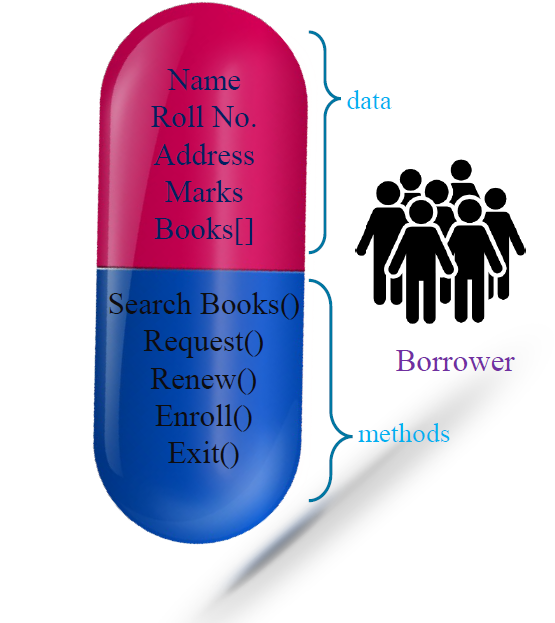 Name
Roll No.
Address
Marks
Books[]
data
Search Books()
Request()
Renew()
Enroll()
Exit()
methods
Borrower